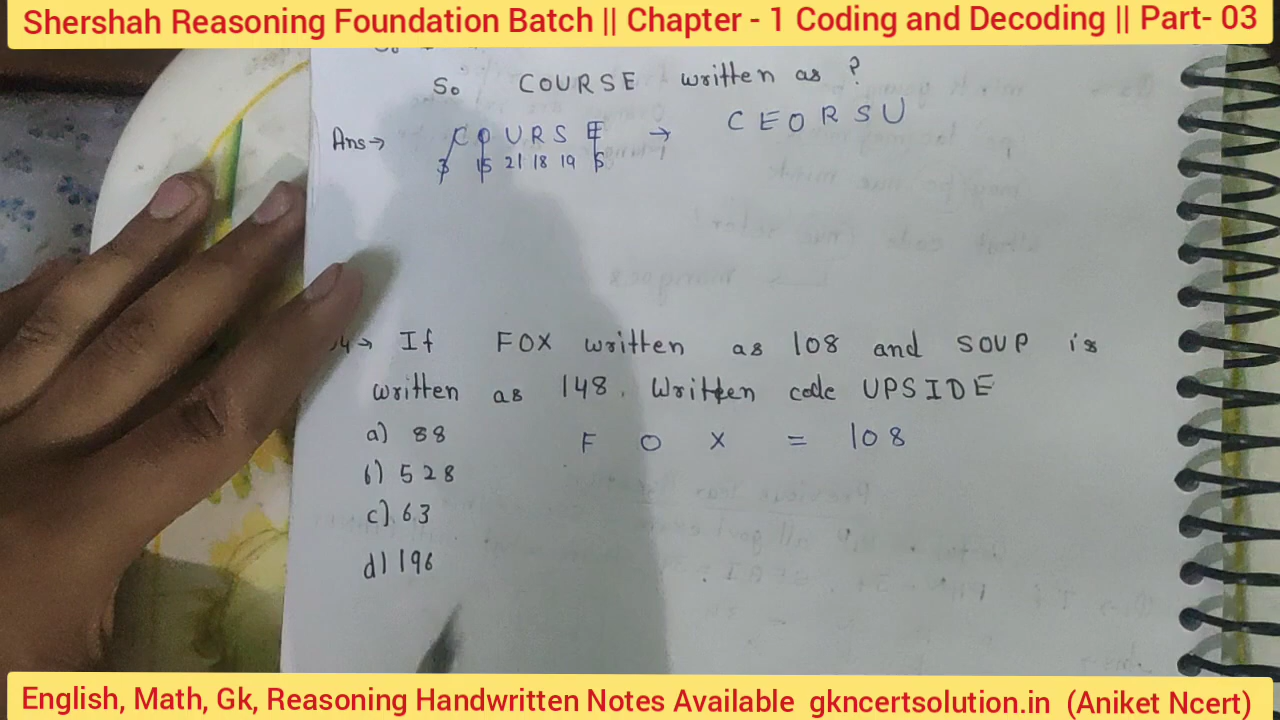 Shershah Reasoning Foundation Batch || Chapter - 1 Coding and Decoding || Part- 03
So COURSE written as ?
Ans→ COURSE → CEORSU
3 15 21 18 19 5
4→ If FOX written as 108 and SOUP is
written as 148. Written code UPSIDE
a) 88 F O X = 108
b) 528
c) 63
d) 196
English, Math, Gk, Reasoning Handwritten Notes Available gkncertsolution.in (Aniket Ncert)